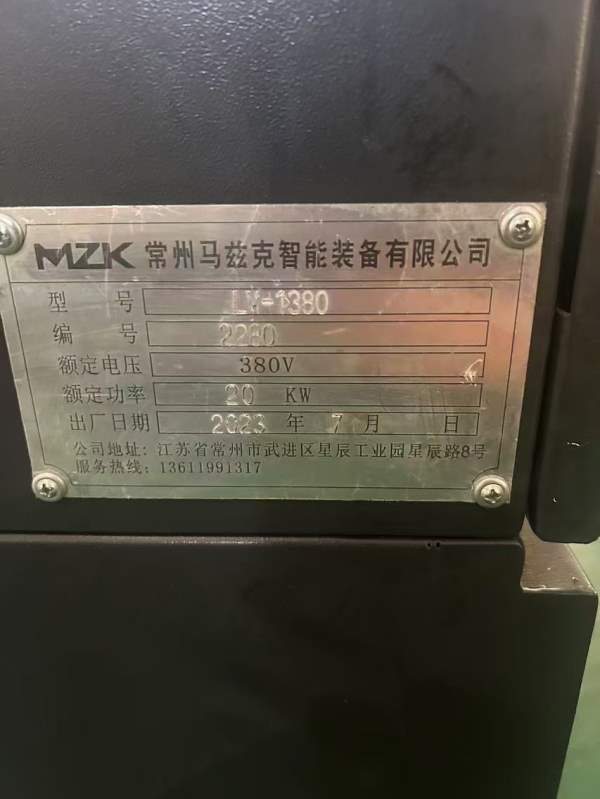 MZK 常州马兹克智能装备有限公司
型 号 LM-1380
编 号 2280
额定电压 380V
额定功率 20 KW
出厂日期 2023 年 7 月 日
公司地址: 江苏省常州市武进区星辰工业园星辰路8号
服务热线: 13611991317